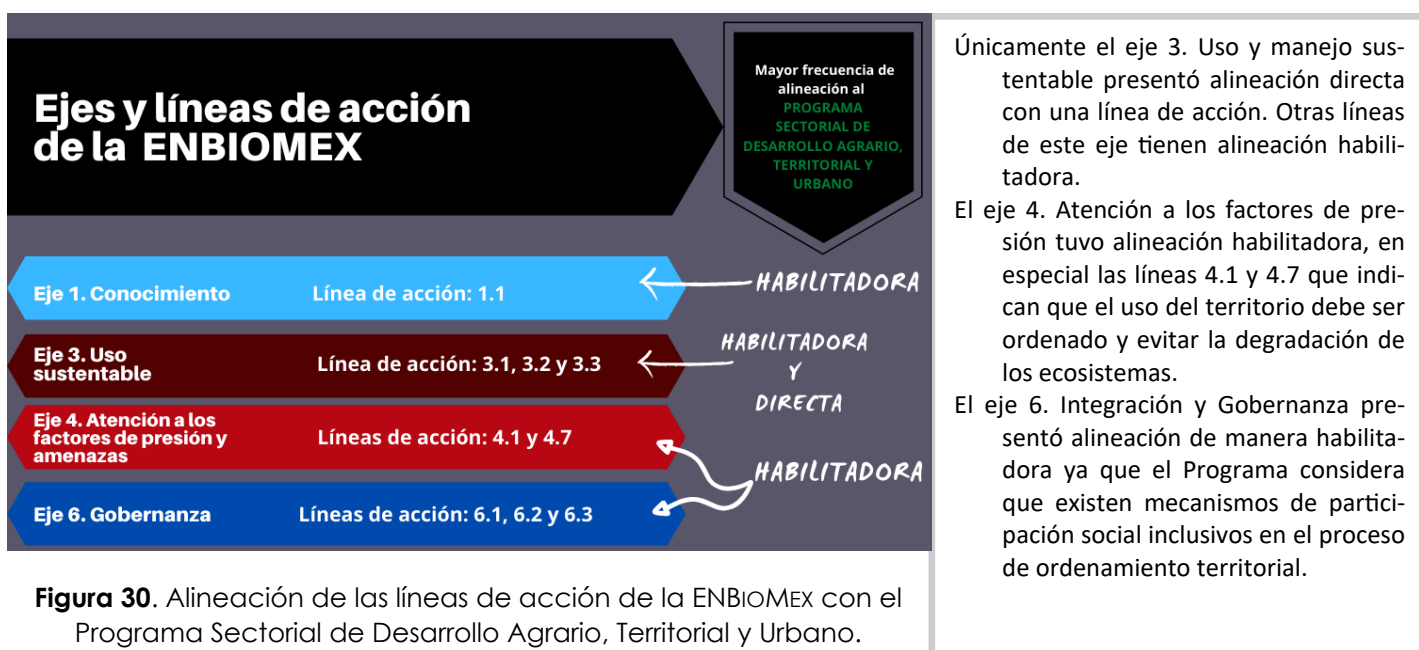 Ejes y líneas de acción
de la ENBIOMEX
Mayor frecuencia de
alineación al
PROGRAMA
SECTORIAL DE
DESARROLLO AGRARIO,
TERRITORIAL Y
URBANO
Eje 1. Conocimiento Línea de acción: 1.1
HABILITADORA
Eje 3. Uso
sustentable
Línea de acción: 3.1, 3.2 y 3.3
HABILITADORA
Y
DIRECTA
Eje 4. Atención a los
factores de presión y
amenazas
Líneas de acción: 4.1 y 4.7
HABILITADORA
Eje 6. Gobernanza Líneas de acción: 6.1, 6.2 y 6.3
Figura 30. Alineación de las líneas de acción de la ENBIOMEX con el
Programa Sectorial de Desarrollo Agrario, Territorial y Urbano.
Únicamente el eje 3. Uso y manejo sus-
tentable presentó alineación directa
con una línea de acción. Otras líneas
de este eje tienen alineación habili-
tadora.
El eje 4. Atención a los factores de pre-
sión tuvo alineación habilitadora, en
especial las líneas 4.1 y 4.7 que indi-
can que el uso del territorio debe ser
ordenado y evitar la degradación de
los ecosistemas.
El eje 6. Integración y Gobernanza pre-
sentó alineación de manera habilita-
dora ya que el Programa considera
que existen mecanismos de partici-
pación social inclusivos en el proceso
de ordenamiento territorial.